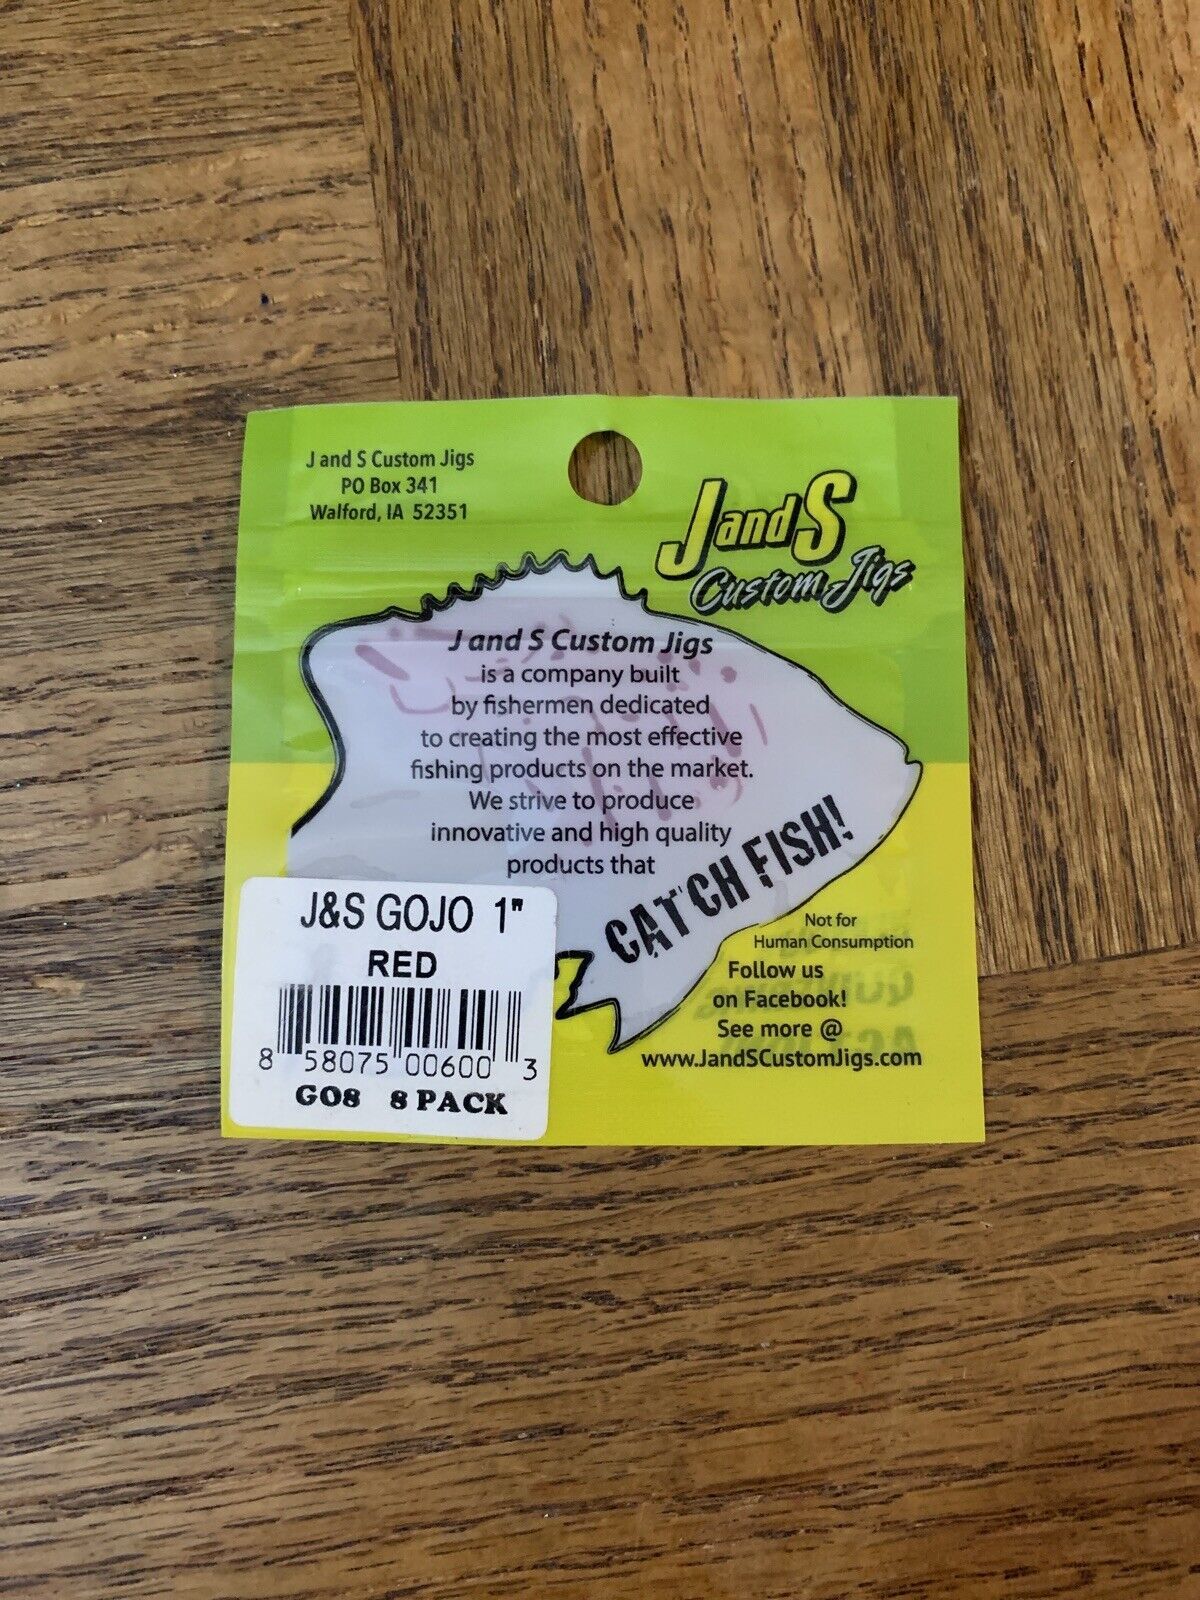 J and S Custom Jigs
PO Box 341
Walford, IA 52351
J and S
Custom Jigs
J and S Custom Jigs
is a company built
by fishermen dedicated
to creating the most effective
fishing products on the market.
We strive to produce
innovative and high quality
products that
CATCH FISH!
Not for
Human Consumption
Follow us
on Facebook!
See more @
www.JandSCustomJigs.com
J&S GOJO 1"
RED
8 58075 00600 3
GO8 8 PACK